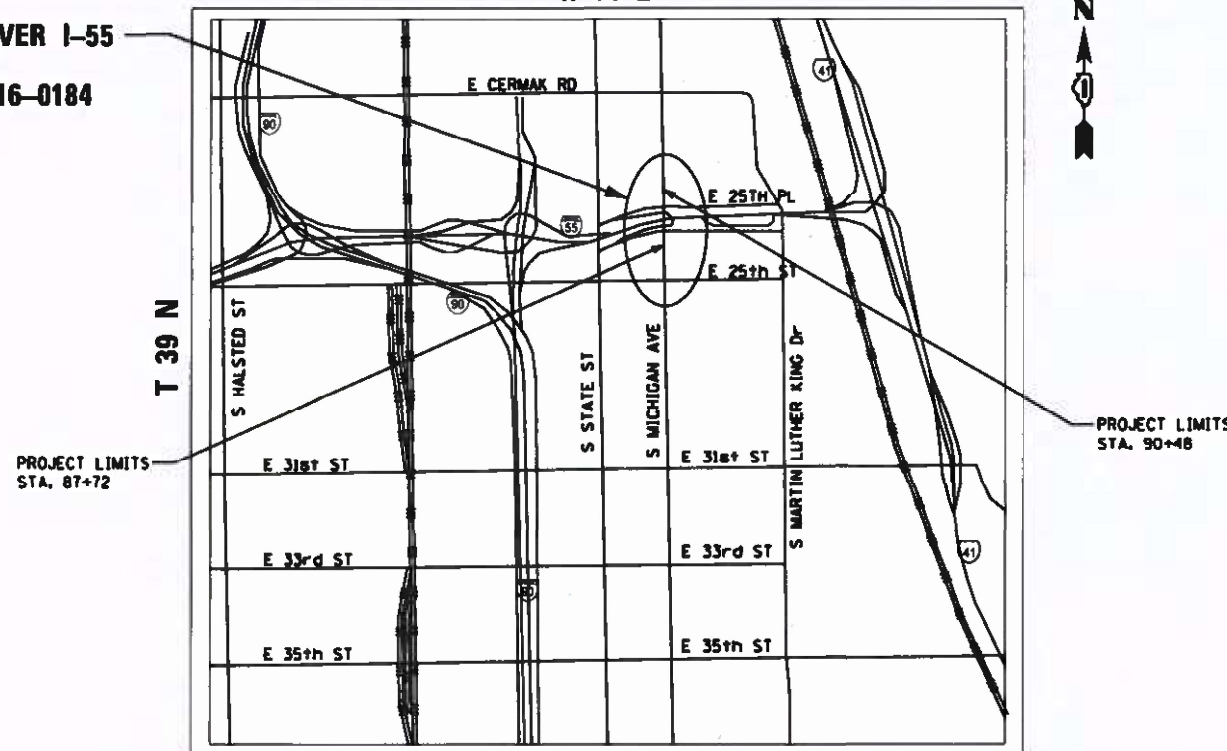 VER I-55
16-0184
N
E CERMAK RD
41
90
E 25TH PL
55
E 25th ST
90
T 39 N
S HALSTED ST
S STATE ST
S MICHIGAN AVE
S MARTIN LUTHER KING Dr
PROJECT LIMITS
STA. 87+72
PROJECT LIMITS
STA. 90+48
E 31st ST
E 31st ST
E 33rd ST
E 33rd ST
41
E 35th ST
E 35th ST